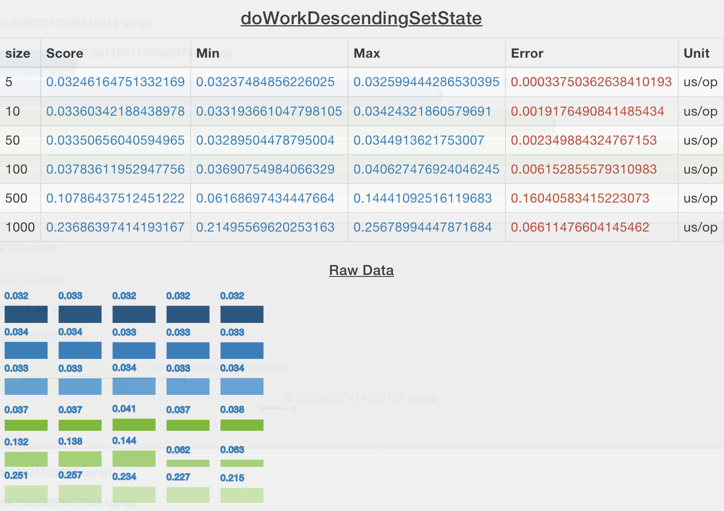 doWorkDescendingSetState
size Score Min Max Error Unit
5 0.03246164751332169 0.03237484856226025 0.032599444286530395 0.00033750362638410193 us/op
10 0.03360342188438978 0.033193661047798105 0.03424321860579691 0.0019176490841485434 us/op
50 0.03350656040594965 0.03289504478795004 0.0344913621753007 0.002349884324767153 us/op
100 0.03783611952947756 0.03690754984066329 0.040627476924046245 0.006152855579310983 us/op
500 0.10786437512451222 0.06168697434447664 0.14441092516119683 0.16040583415223073 us/op
1000 0.23686397414193167 0.21495569620253163 0.25678994447871684 0.06611476604145462 us/op
Raw Data
0.032 0.033 0.032 0.032 0.032
0.034 0.034 0.033 0.033 0.033
0.033 0.033 0.034 0.033 0.034
0.037 0.037 0.041 0.037 0.038
0.132 0.138 0.144 0.062 0.063
0.251 0.257 0.234 0.227 0.215